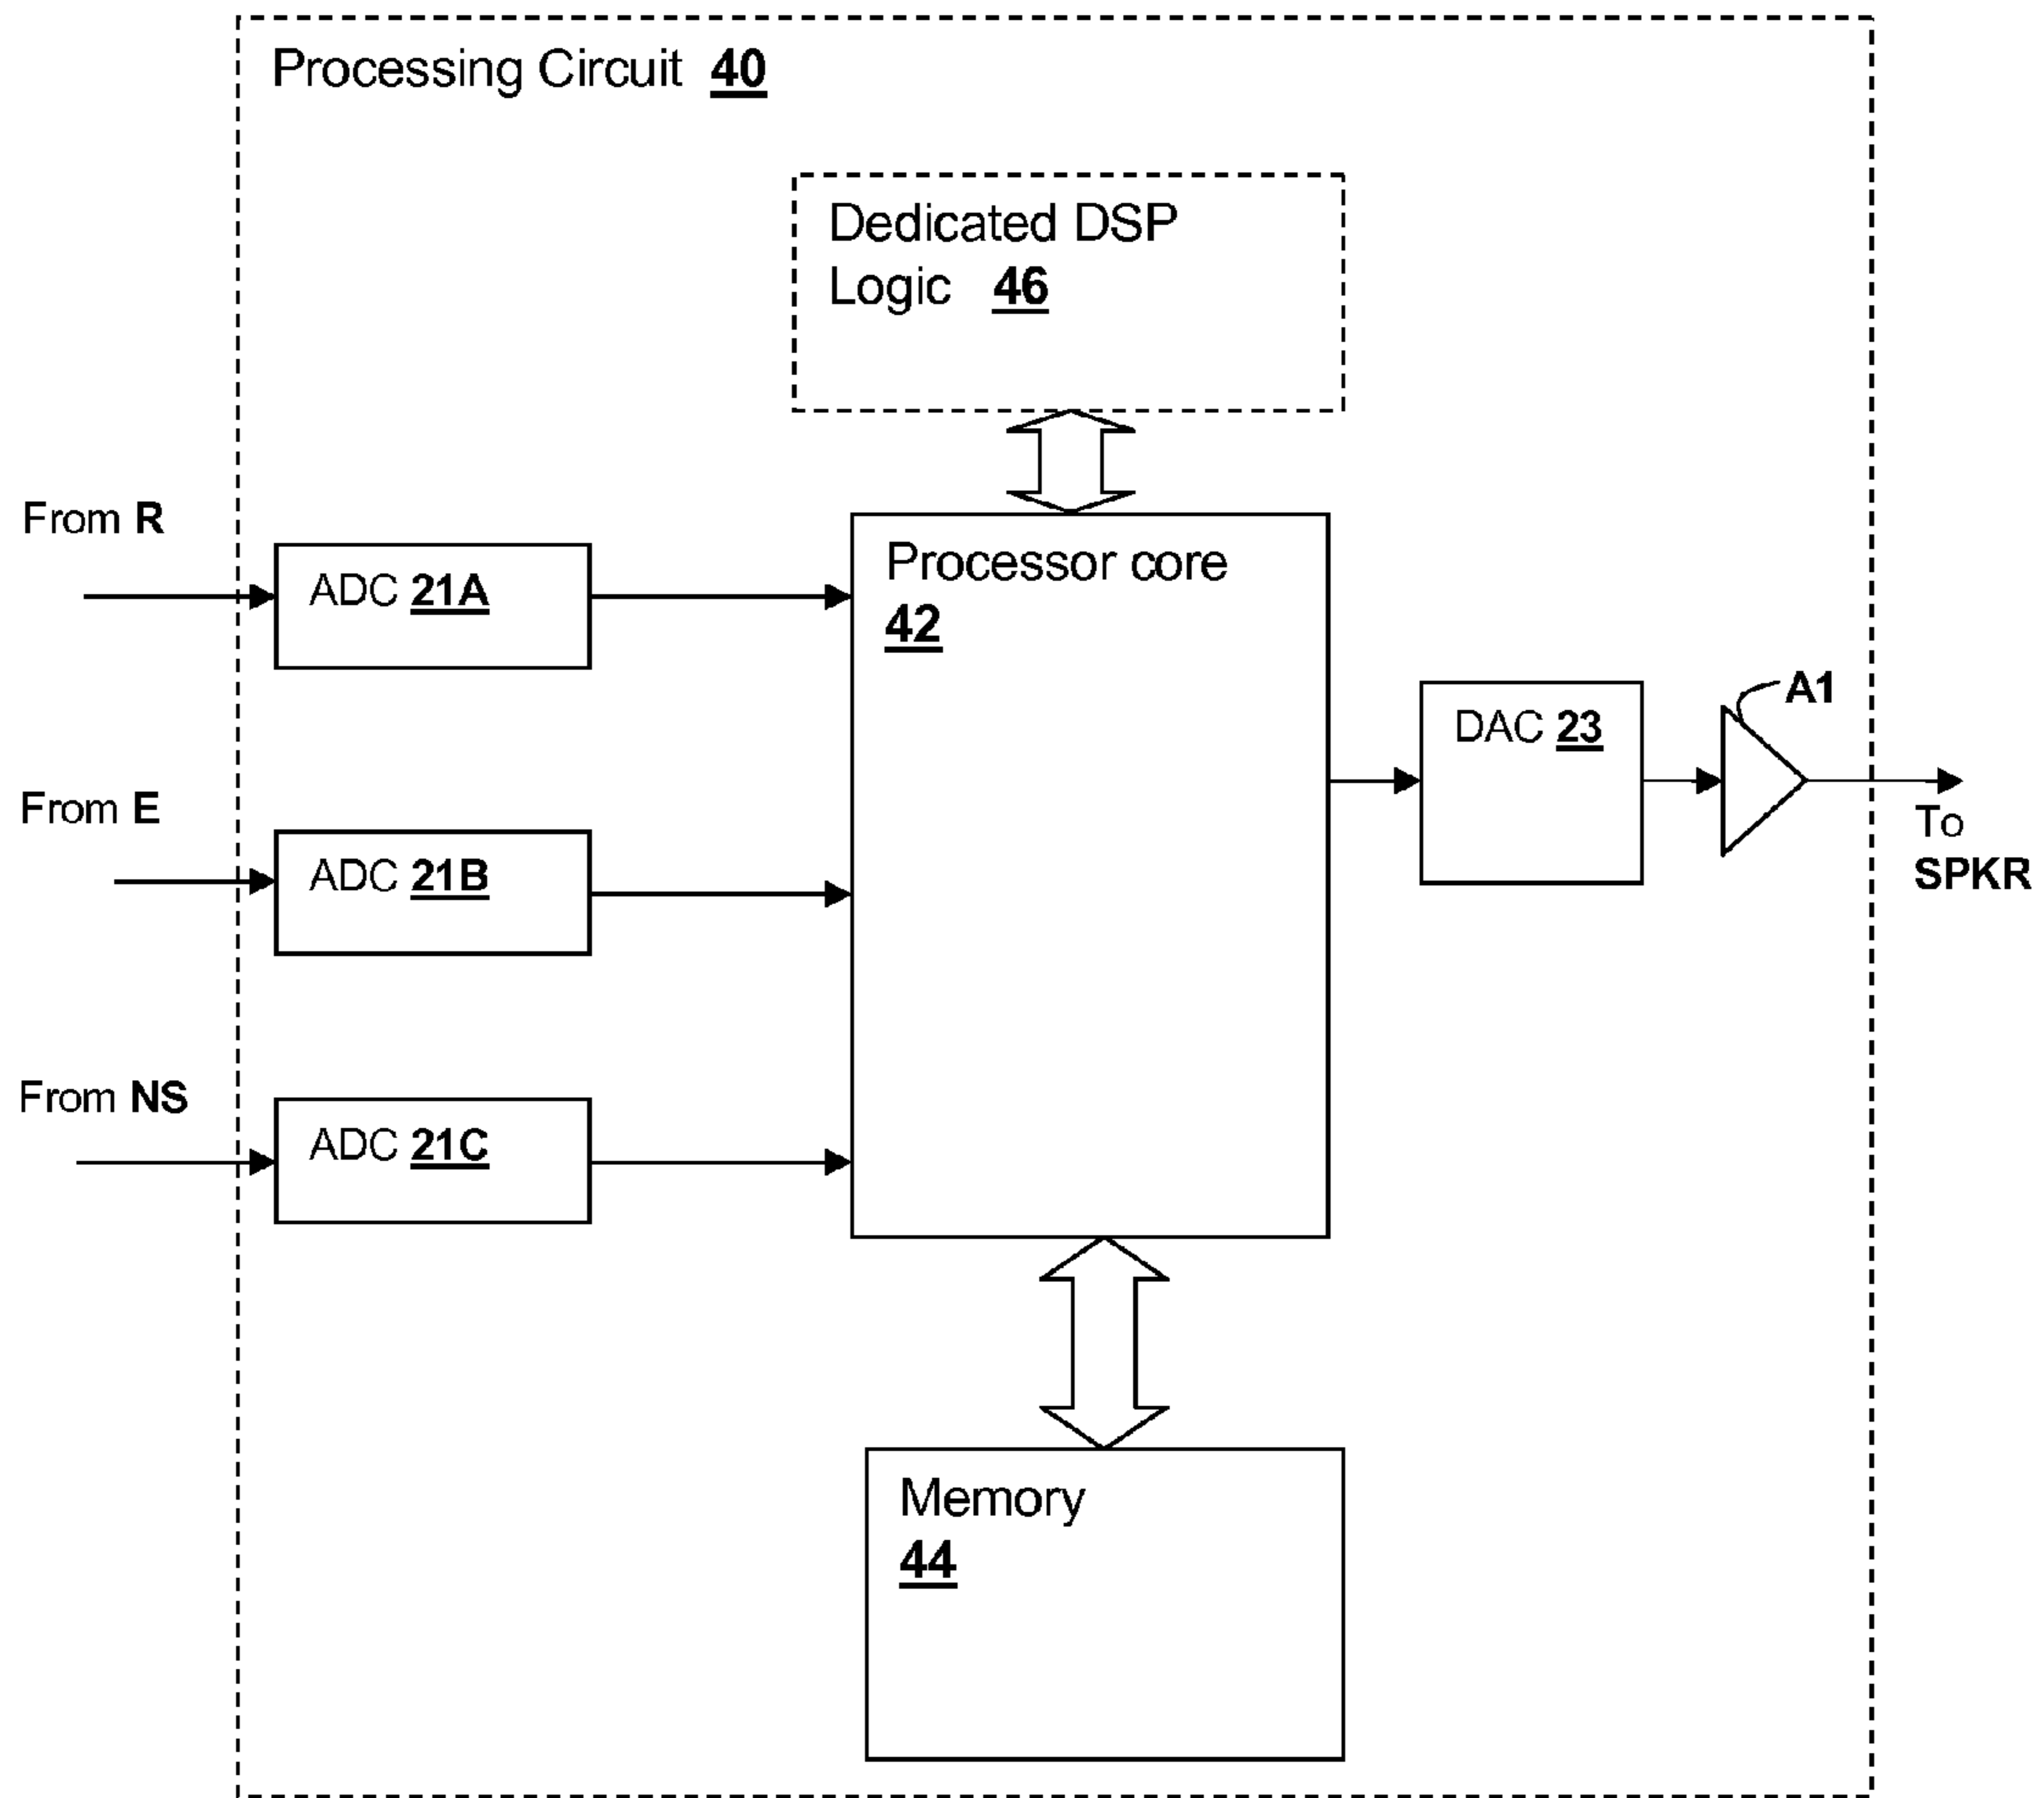 Processing Circuit 40
Dedicated DSP
Logic 46
From R
ADC 21A
Processor core
42
A1
DAC 23
From E
To
SPKR
ADC 21B
From NS
ADC 21C
Memory
44